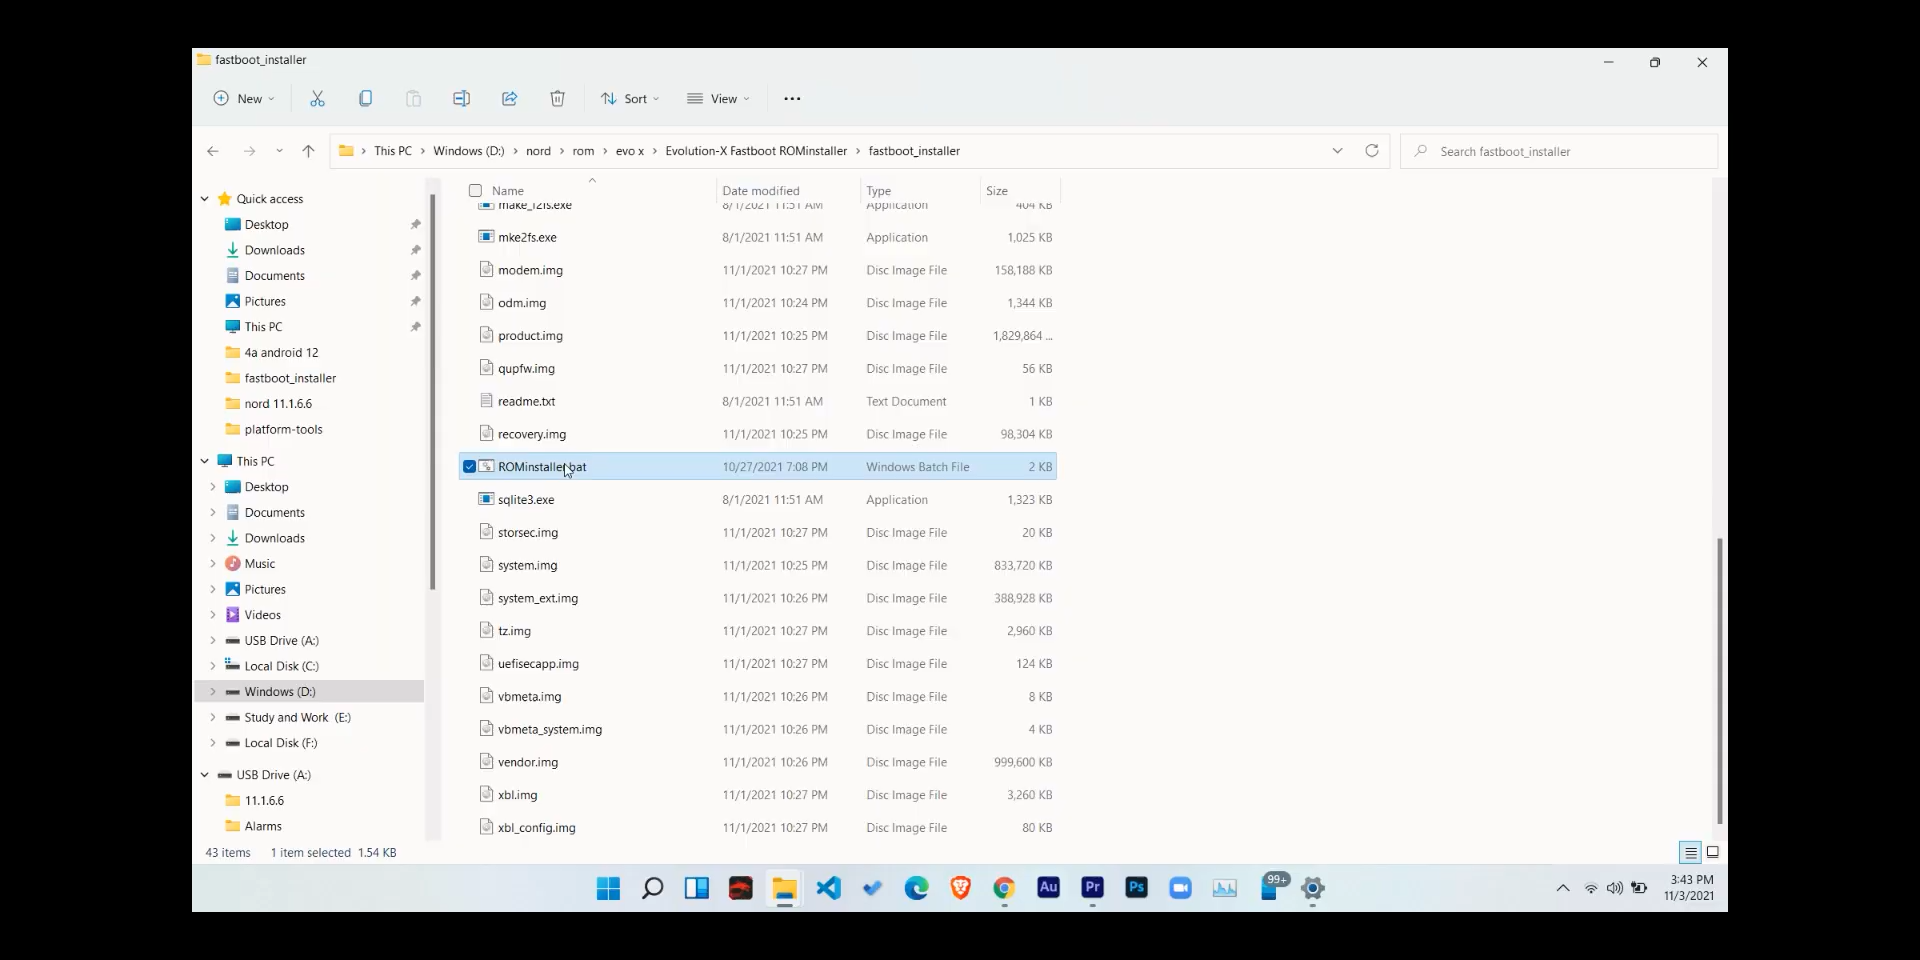 fastboot_installer
New
Sort
View
This PC > Windows (D:) > nord > rom > evo x > Evolution-X Fastboot ROMinstaller > fastboot_installer
Search fastboot_installer
Quick access
Desktop
Downloads
Documents
Pictures
This PC
4a android 12
fastboot_installer
nord 11.1.6.6
platform-tools
This PC
Desktop
Documents
Downloads
Music
Pictures
Videos
USB Drive (A:)
Local Disk (C:)
Windows (D:)
Study and Work (E:)
Local Disk (F:)
USB Drive (A:)
11.1.6.6
Alarms
Name Date modified Type Size
make_f2fs.exe 8/1/2021 11:51 AM Application 404 KB
mke2fs.exe 8/1/2021 11:51 AM Application 1,025 KB
modem.img 11/1/2021 10:27 PM Disc Image File 158,188 KB
odm.img 11/1/2021 10:24 PM Disc Image File 1,344 KB
product.img 11/1/2021 10:25 PM Disc Image File 1,829,864 ...
qupfw.img 11/1/2021 10:27 PM Disc Image File 56 KB
readme.txt 8/1/2021 11:51 AM Text Document 1 KB
recovery.img 11/1/2021 10:25 PM Disc Image File 98,304 KB
ROMinstaller.bat 10/27/2021 7:08 PM Windows Batch File 2 KB
sqlite3.exe 8/1/2021 11:51 AM Application 1,323 KB
storsec.img 11/1/2021 10:27 PM Disc Image File 20 KB
system.img 11/1/2021 10:25 PM Disc Image File 833,720 KB
system_ext.img 11/1/2021 10:26 PM Disc Image File 388,928 KB
tz.img 11/1/2021 10:27 PM Disc Image File 2,960 KB
uefisecapp.img 11/1/2021 10:27 PM Disc Image File 124 KB
vbmeta.img 11/1/2021 10:26 PM Disc Image File 8 KB
vbmeta_system.img 11/1/2021 10:26 PM Disc Image File 4 KB
vendor.img 11/1/2021 10:26 PM Disc Image File 999,600 KB
xbl.img 11/1/2021 10:27 PM Disc Image File 3,260 KB
xbl_config.img 11/1/2021 10:27 PM Disc Image File 80 KB
43 items 1 item selected 1.54 KB
Au Pr Ps 99+
3:43 PM
11/3/2021